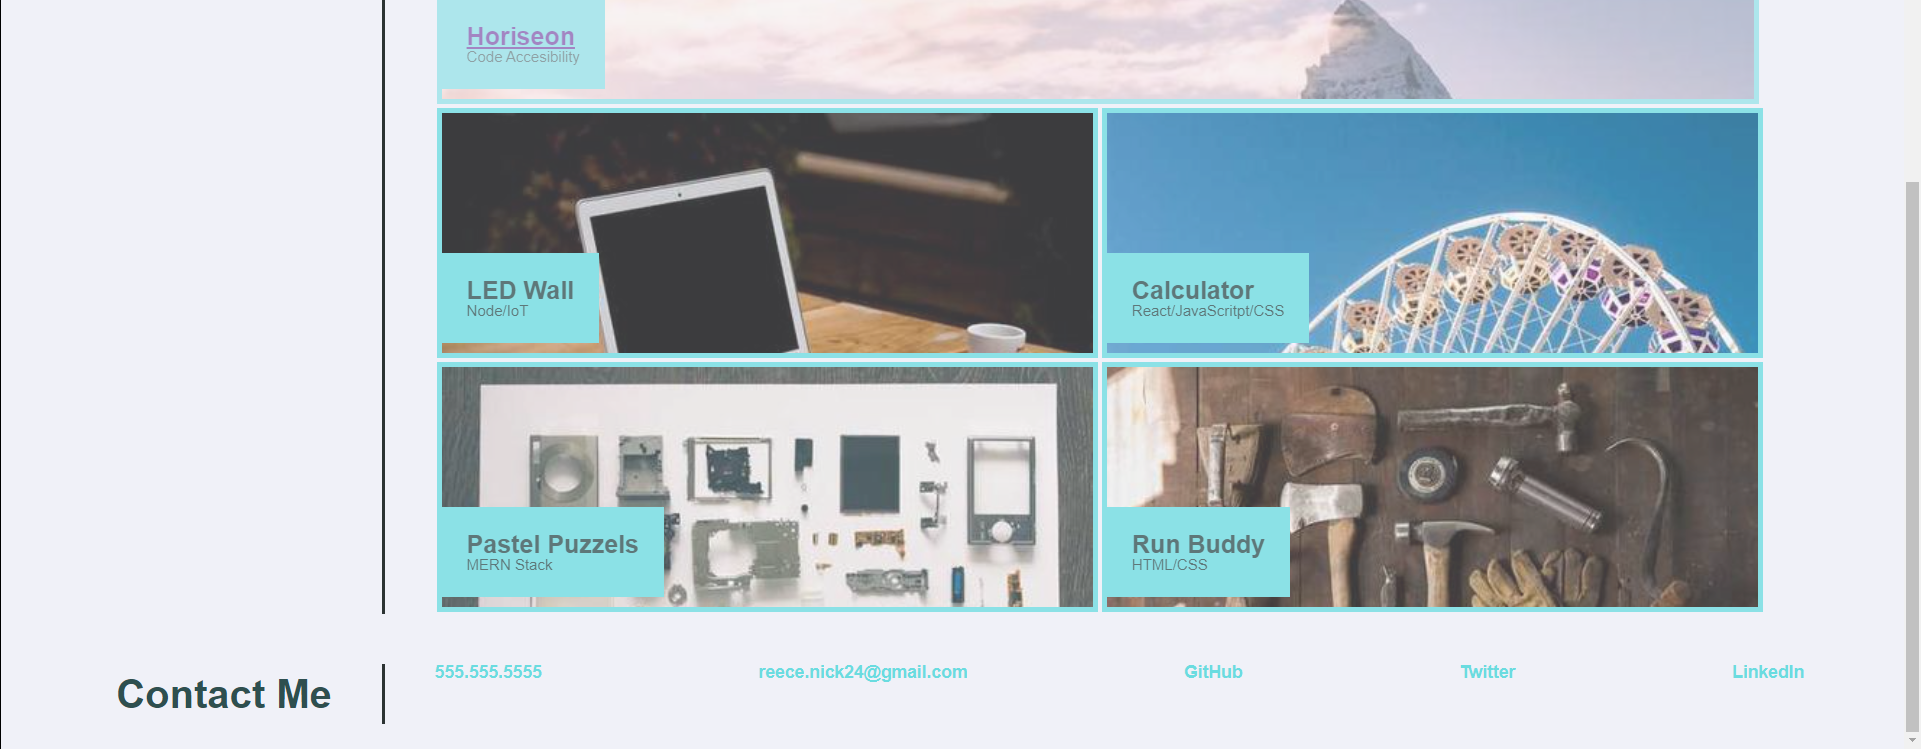 Horiseon
Code Accesibility
LED Wall
Node/IoT
Calculator
React/JavaScritpt/CSS
Pastel Puzzels
MERN Stack
Run Buddy
HTML/CSS
Contact Me
555.555.5555
reece.nick24@gmail.com
GitHub
Twitter
LinkedIn